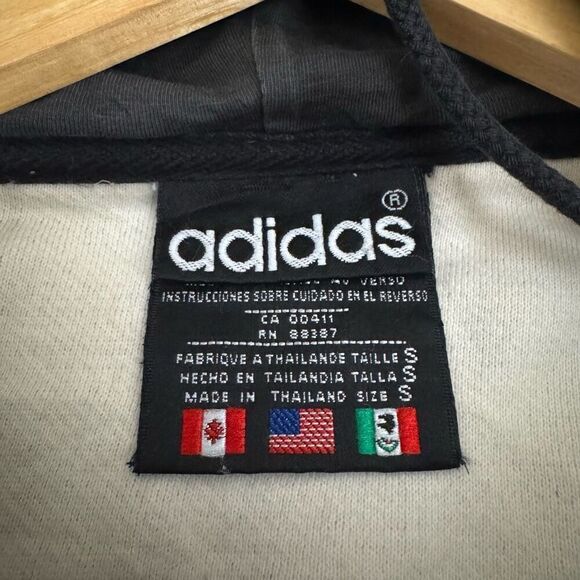 ®
adidas
AU VERSO
INSTRUCCIONES SOBRE CUIDADO EN EL REVERSO
CA 00411
RN 88387
FABRIQUE A THAILANDE TAILLE S
HECHO EN TAILANDIA TALLA S
MADE IN THAILAND SIZE S